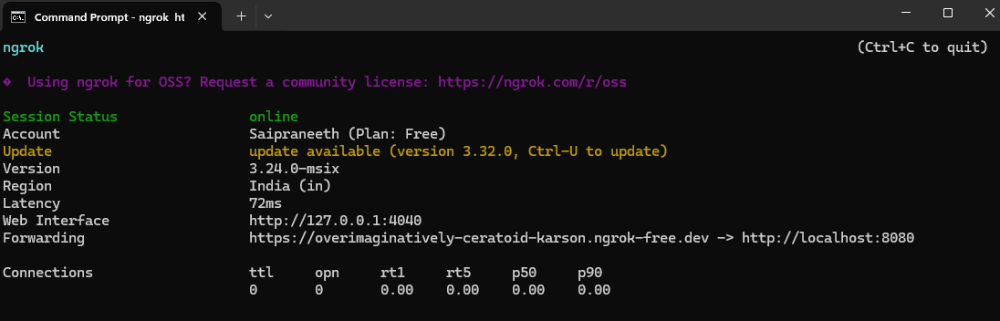 Command Prompt - ngrok ht
ngrok (Ctrl+C to quit)
� Using ngrok for OSS? Request a community license: https://ngrok.com/r/oss
Session Status online
Account Saipraneeth (Plan: Free)
Update update available (version 3.32.0, Ctrl-U to update)
Version 3.24.0-msix
Region India (in)
Latency 72ms
Web Interface http://127.0.0.1:4040
Forwarding https://overimaginatively-ceratoid-karson.ngrok-free.dev -> http://localhost:8080
Connections ttl opn rt1 rt5 p50 p90
0 0 0.00 0.00 0.00 0.00